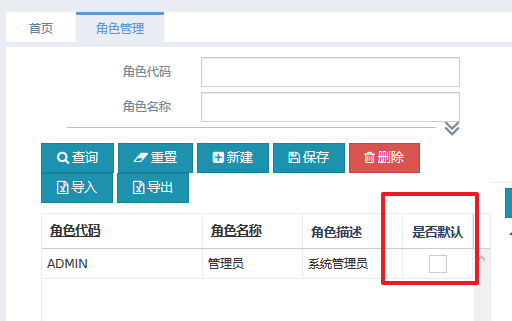 首页 角色管理
角色代码
角色名称
查询 重置 新建 保存 删除
导入 导出
角色代码 角色名称 角色描述 是否默认
ADMIN 管理员 系统管理员